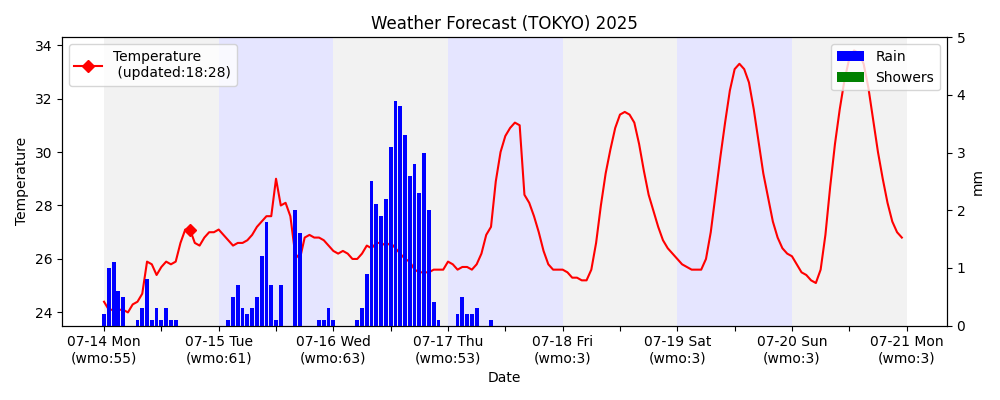 Weather Forecast (TOKYO) 2025
Temperature
(updated:18:28)
Rain
Showers
34
32
30
28
26
24
Temperature
5
4
3
2
1
0
mm
07-14 Mon
(wmo:55)
07-15 Tue
(wmo:61)
07-16 Wed
(wmo:63)
07-17 Thu
(wmo:53)
07-18 Fri
(wmo:3)
07-19 Sat
(wmo:3)
07-20 Sun
(wmo:3)
07-21 Mon
(wmo:3)
Date